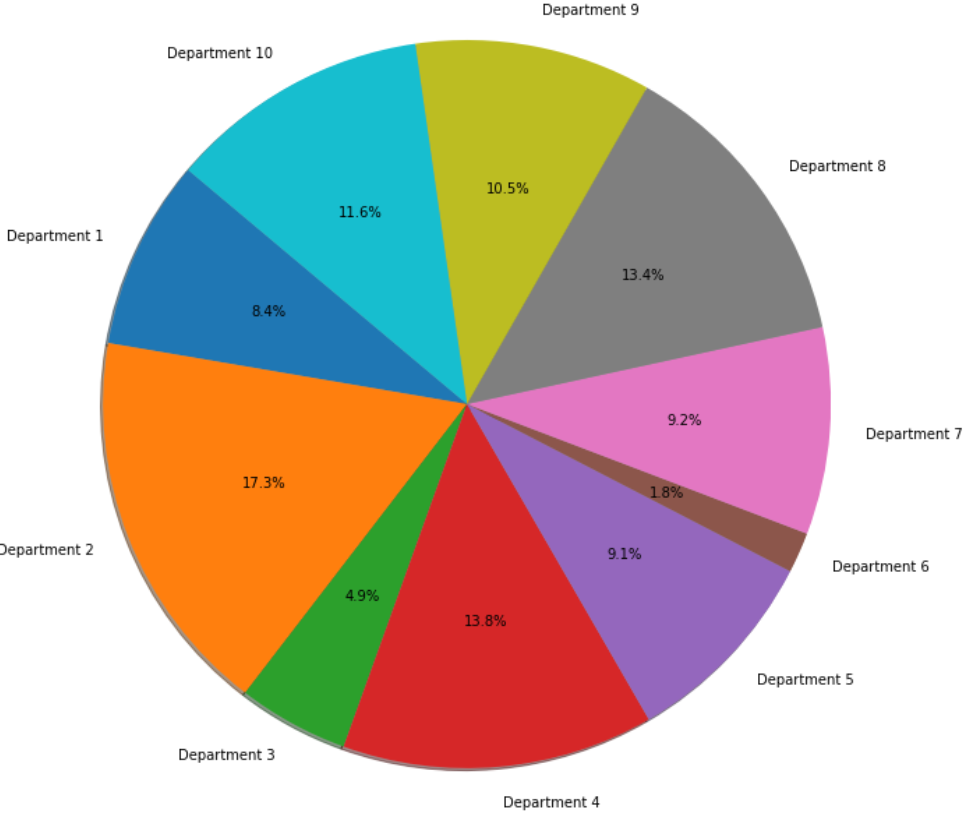 Department 9
Department 10
Department 8
10.5%
11.6%
Department 1
13.4%
8.4%
9.2%
Department 7
17.3%
1.8%
Department 2
9.1%
Department 6
4.9%
13.8%
Department 5
Department 3
Department 4